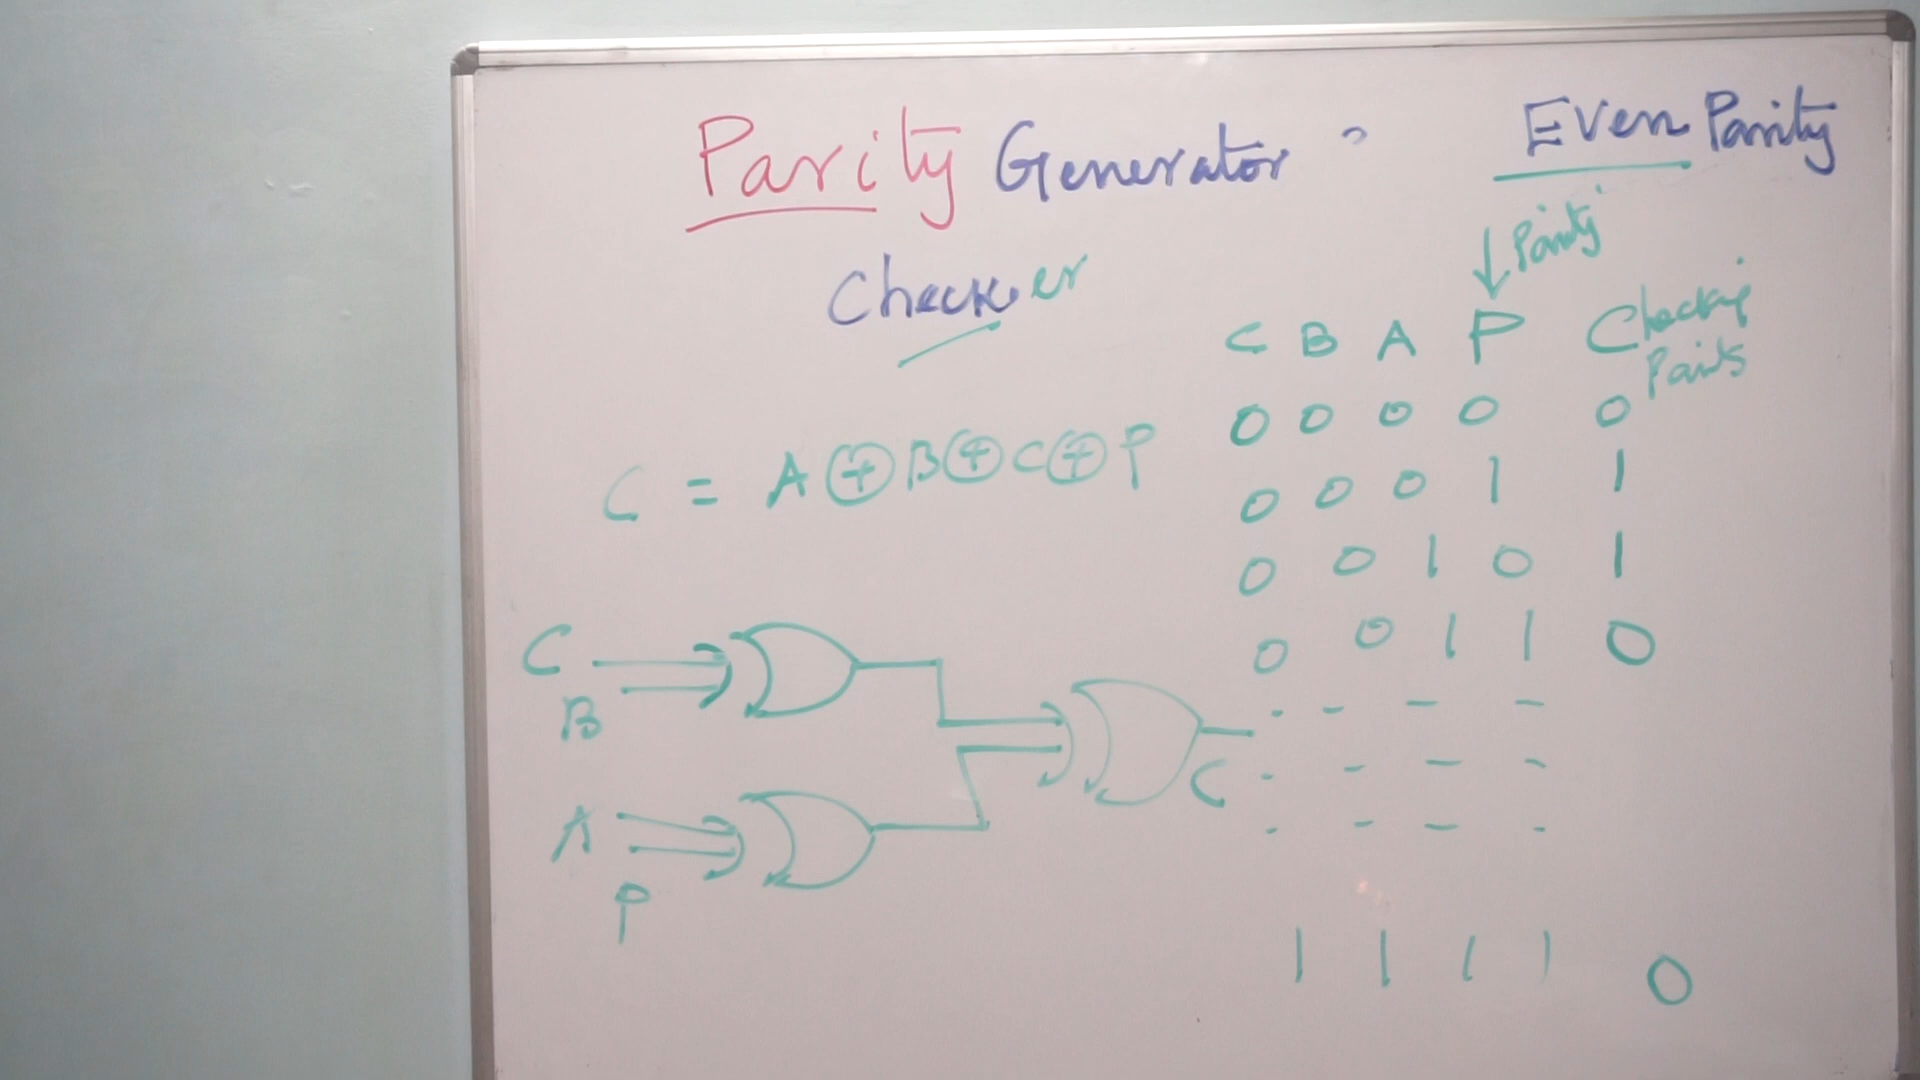 Parity Generator
Checker
Even Parity
Parity
C B A P Checking
Parity
0 0 0 0 0
0 0 0 1 1
0 0 1 0 1
0 0 1 1 0
- - - -
- - - -
- - - -
1 1 1 1 0
C = A ⊕ B ⊕ C ⊕ P
C
B
A
P
C